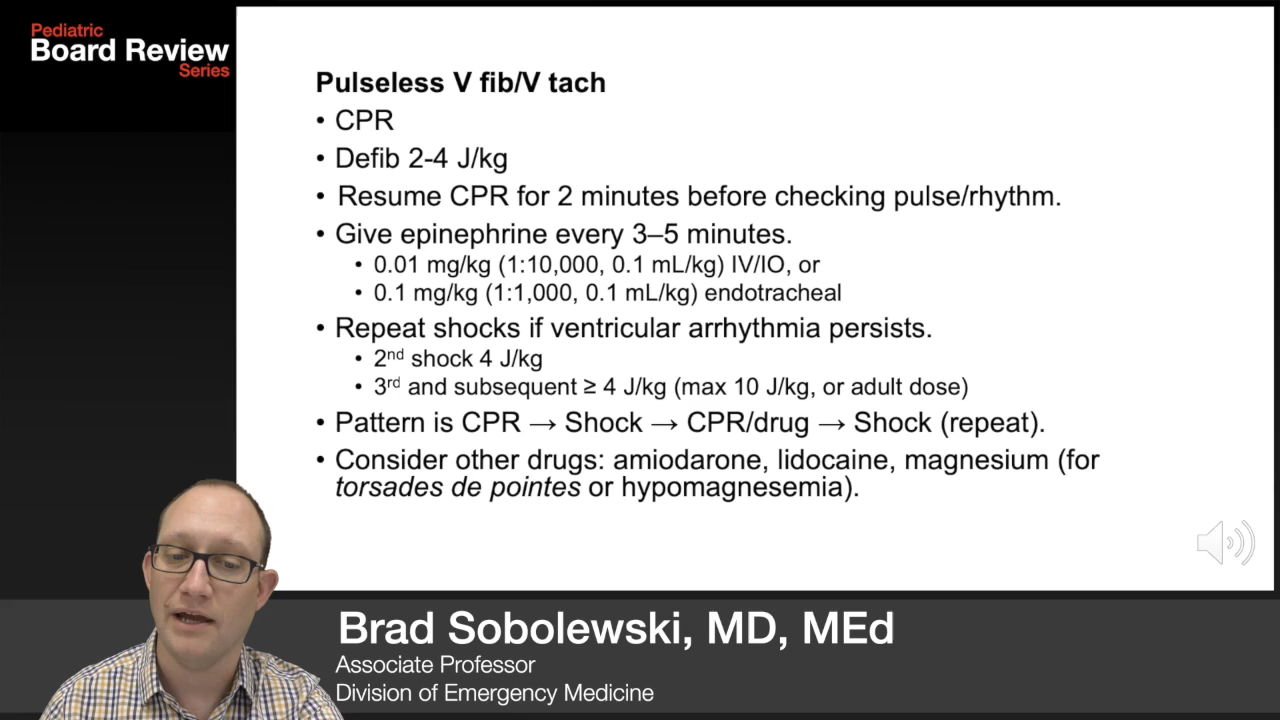 Pediatric
Board Review
Series
Pulseless V fib/V tach
• CPR
• Defib 2-4 J/kg
• Resume CPR for 2 minutes before checking pulse/rhythm.
• Give epinephrine every 3–5 minutes.
• 0.01 mg/kg (1:10,000, 0.1 mL/kg) IV/IO, or
• 0.1 mg/kg (1:1,000, 0.1 mL/kg) endotracheal
• Repeat shocks if ventricular arrhythmia persists.
• 2nd shock 4 J/kg
• 3rd and subsequent ≥ 4 J/kg (max 10 J/kg, or adult dose)
• Pattern is CPR → Shock → CPR/drug → Shock (repeat).
• Consider other drugs: amiodarone, lidocaine, magnesium (for
torsades de pointes or hypomagnesemia).
Brad Sobolewski, MD, MEd
Associate Professor
Division of Emergency Medicine